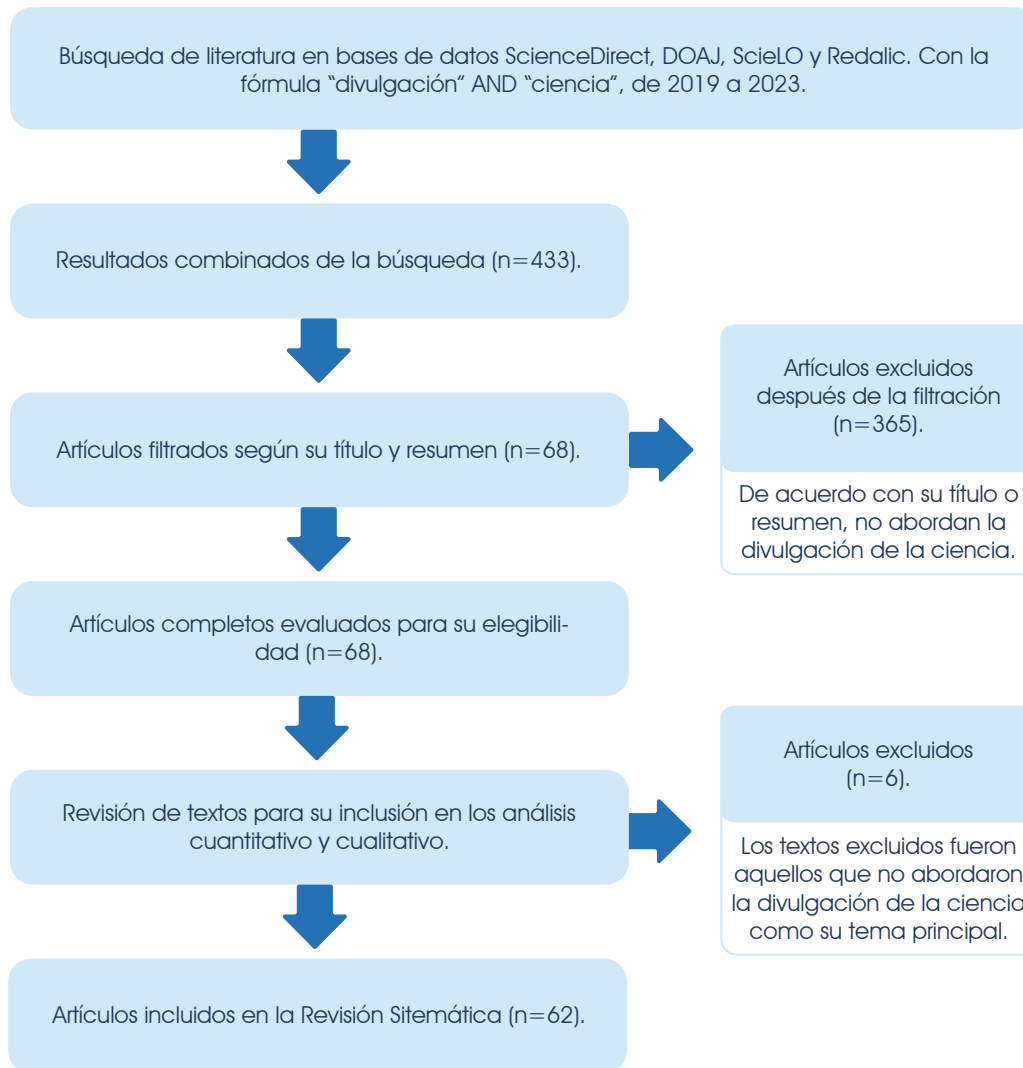 Búsqueda de literatura en bases de datos ScienceDirect, DOAJ, ScieLO y Redalic. Con la
fórmula “divulgación” AND “ciencia”, de 2019 a 2023.
Resultados combinados de la búsqueda (n=433).
Artículos filtrados según su título y resumen (n=68).
Artículos excluidos
después de la filtración
(n=365).
De acuerdo con su título o
resumen, no abordan la
divulgación de la ciencia.
Artículos completos evaluados para su elegibili-
dad (n=68).
Revisión de textos para su inclusión en los análisis
cuantitativo y cualitativo.
Artículos excluidos
(n=6).
Los textos excluidos fueron
aquellos que no abordaron
la divulgación de la ciencia
como su tema principal.
Artículos incluidos en la Revisión Sitemática (n=62).